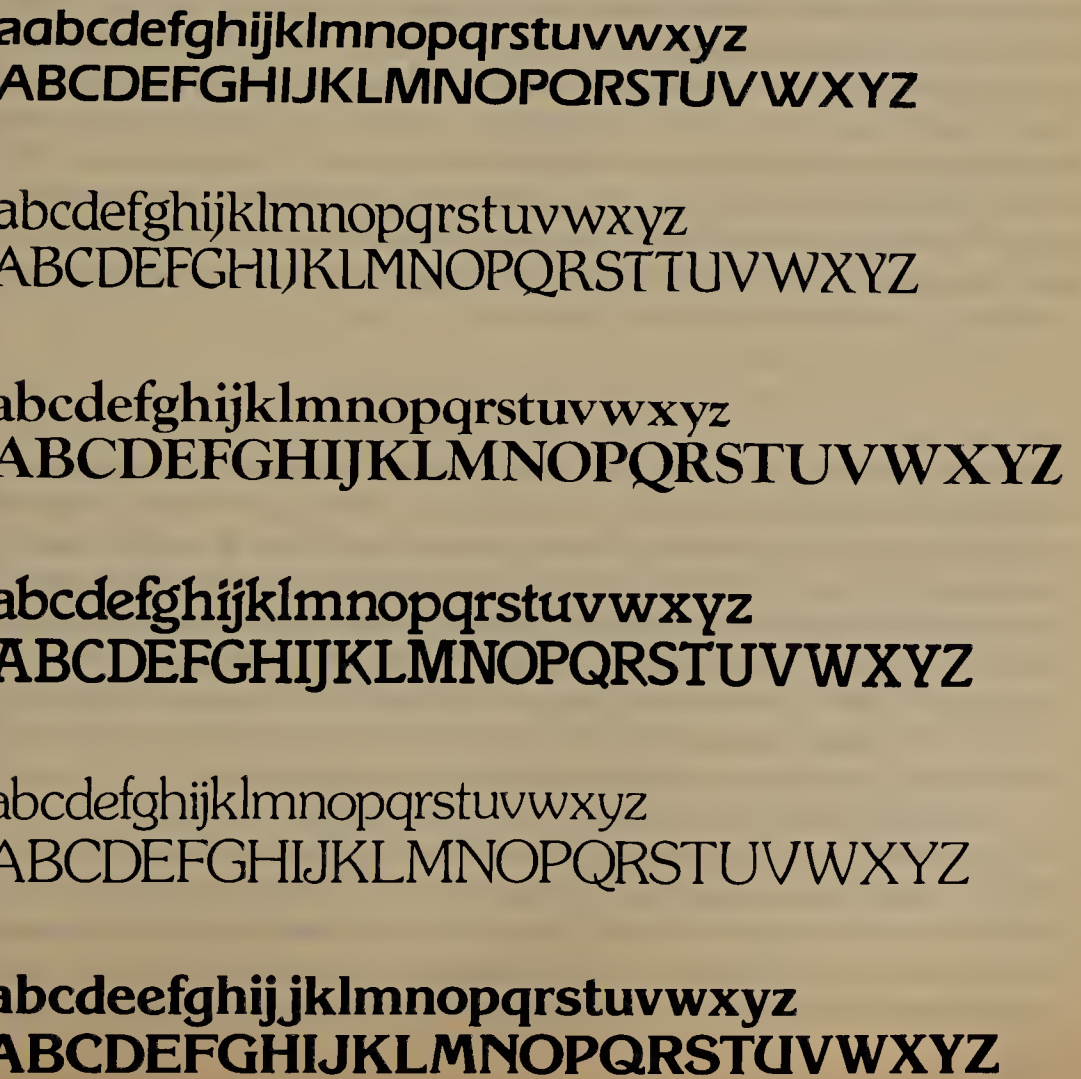 aabcdefghijklmnopqrstuvwxyz
ABCDEFGHIJKLMNOPQRSTUVWXYZ
abcdefghijklmnopqrstuvwxyz
ABCDEFGHIJKLMNOPQRSTTUVWXYZ
abcdefghijklmnopqrstuvwxyz
ABCDEFGHIJKLMNOPQRSTUVWXYZ
abcdefghijklmnopqrstuvwxyz
ABCDEFGHIJKLMNOPQRSTUVWXYZ
abcdefghijklmnopqrstuvwxyz
ABCDEFGHIJKLMNOPQRSTUVWXYZ
abcdeefghijjklmnopqrstuvwxyz
ABCDEFGHIJKLMNOPQRSTUVWXYZ